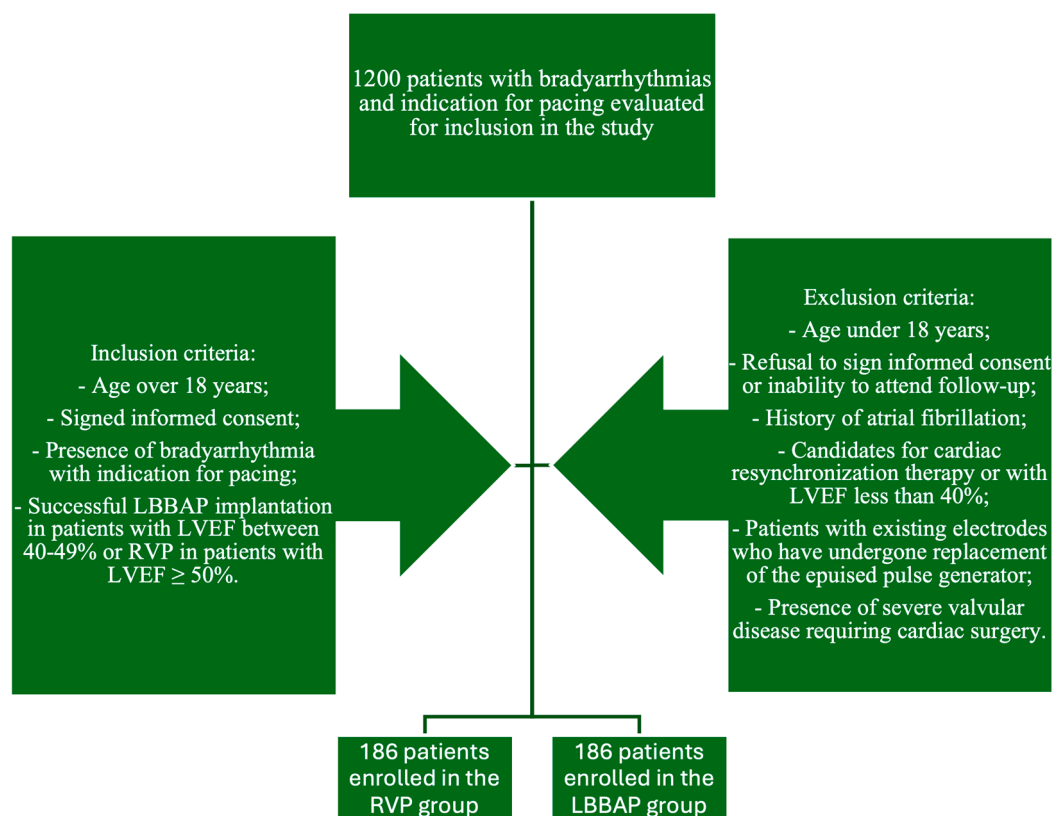 1200 patients with bradyarrhythmias
and indication for pacing evaluated
for inclusion in the study
Inclusion criteria:
- Age over 18 years;
- Signed informed consent;
- Presence of bradyarrhythmia
with indication for pacing;
- Successful LBBAP implantation
in patients with LVEF between
40-49% or RVP in patients with
LVEF ≥ 50%.
Exclusion criteria:
- Age under 18 years;
- Refusal to sign informed consent
or inability to attend follow-up;
- History of atrial fibrillation;
- Candidates for cardiac
resynchronization therapy or with
LVEF less than 40%;
- Patients with existing electrodes
who have undergone replacement
of the epuised pulse generator;
- Presence of severe valvular
disease requiring cardiac surgery.
186 patients
enrolled in the
RVP group
186 patients
enrolled in the
LBBAP group